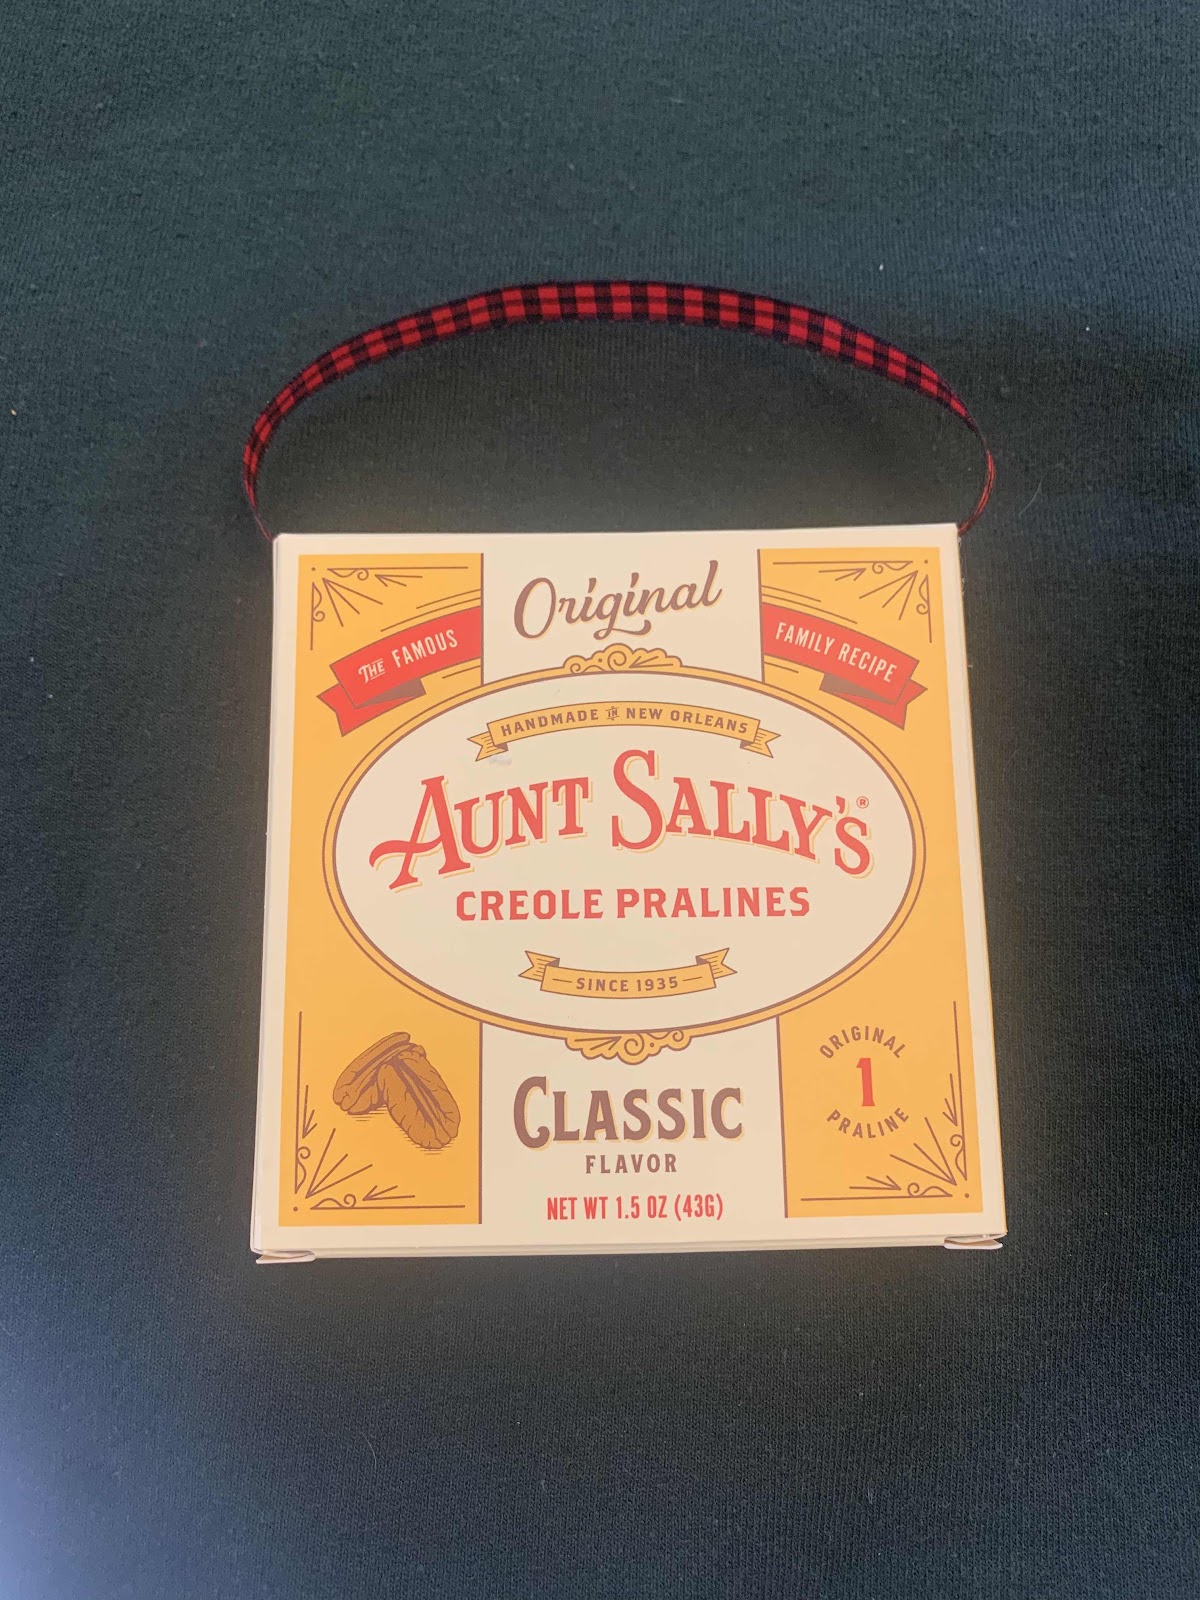 Original
THE FAMOUS
FAMILY RECIPE
HANDMADE IN NEW ORLEANS
AUNT SALLY'S®
CREOLE PRALINES
SINCE 1935
ORIGINAL
1
PRALINE
CLASSIC
FLAVOR
NET WT 1.5 OZ (43G)